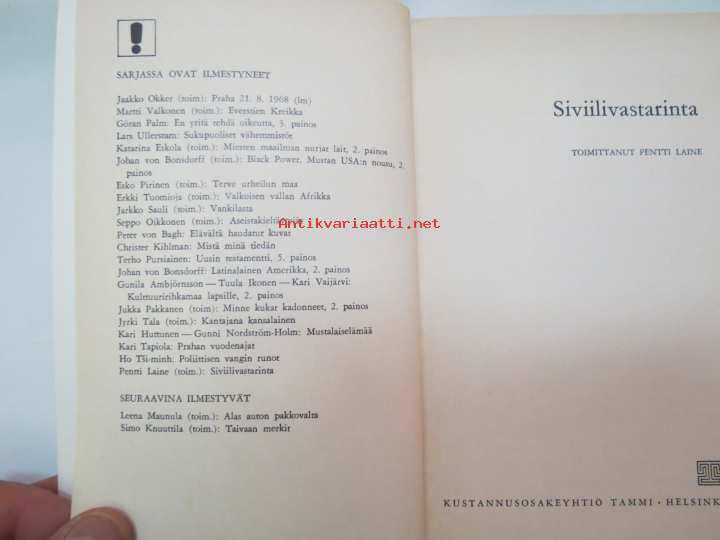 !
SARJASSA OVAT ILMESTYNEET
Jaakko Okker (toim): Praha 21. 8. 1968 (lm)
Martti Valkonen (toim.): Everstien Kreikka
Göran Palm: En yritä tehdä oikeutta, 3. painos
Lars Ullerstam: Sukupuoliset vähemmistöt
Katarina Eskola (toim.): Miesten maailman nurjat lait, 2. painos
Johan von Bonsdorff (toim.): Black Power, Mustan USA:n nousu, 2.
painos
Esko Pirinen (toim.): Terve urheilun maa
Erkki Tuomioja (toim.): Valkoisen vallan Afrikka
Jarkko Sauli (toim.): Vankilasta
Seppo Oikkonen (toim.):
Peter von Bagh: Elävältä haudatut kuvat
Christer Kihlman: Mistä minä tiedän
Terho Pursiainen: Uusin testamentti, 5. painos
Johan von Bonsdorff: Latinalainen Amerikka, 2. painos
Gunila Ambjörnsson — Tuula Ikonen — Kari Vaijärvi:
Kulttuuririhkamaa lapsille, 2. painos
Jukka Pakkanen (toim): Minne kukat kadonneet, 2. painos
Jyrki Tala (toim.): Kantajana kansalainen
Kari Huttunen — Gunni Nordström-Holm: Mustalaiselämää
Kari Tapiola: Prahan vuodenajat
Ho Tši-minh: Poliittisen vangin runot
Pentti Laine (toim.): Siviilivastarinta
SEURAAVINA ILMESTYVÄT
Leena Maunula (toim.): Alas auton pakkovalta
Simo Knuuttila (toim.): Taivaan merkit
Antikvariaatti.net
Siviilivastarinta
TOIMITTANUT PENTTI LAINE
KUSTANNUSOSAKEYHTIÖ TAMMI • HELSINK